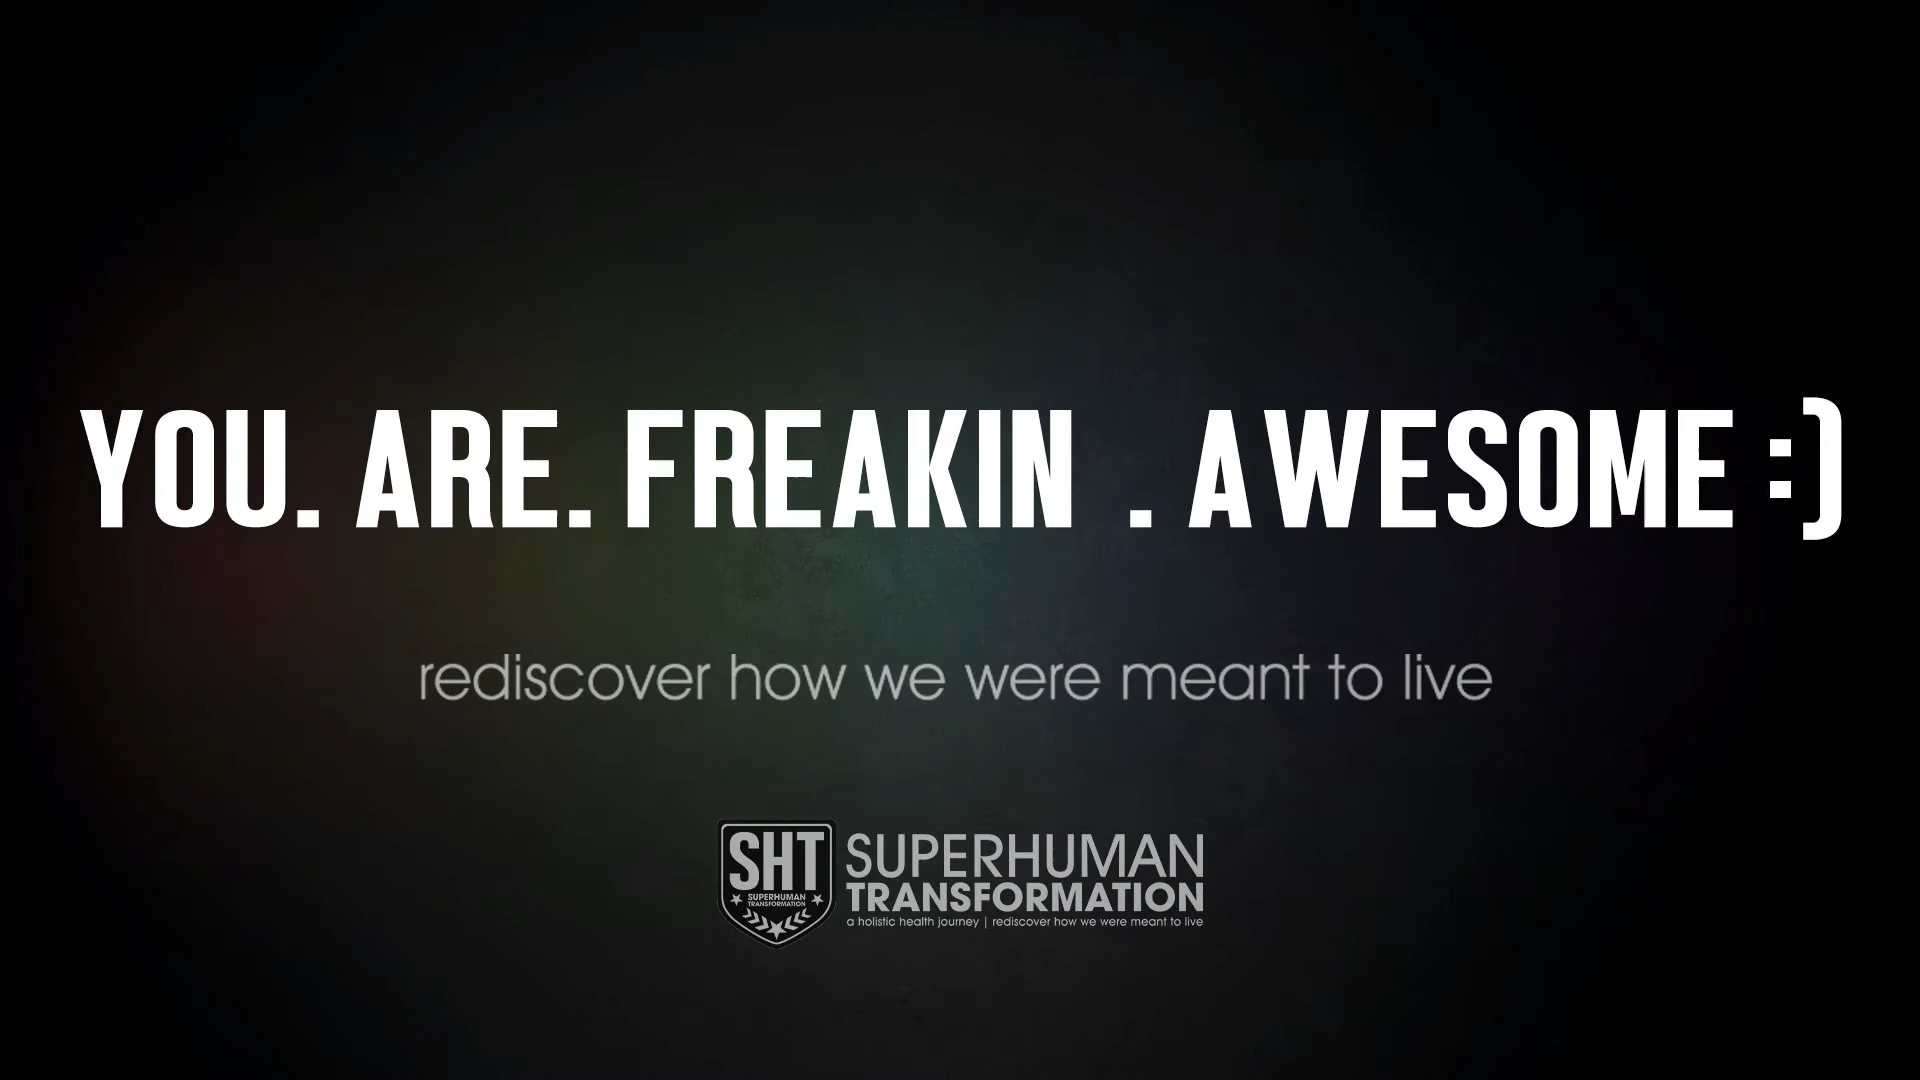 YOU. ARE. FREAKIN . AWESOME :)
rediscover how we were meant to live
SHT
SUPERHUMAN
TRANSFORMATION
SUPERHUMAN
TRANSFORMATION
a holistic health journey | rediscover how we were meant to live